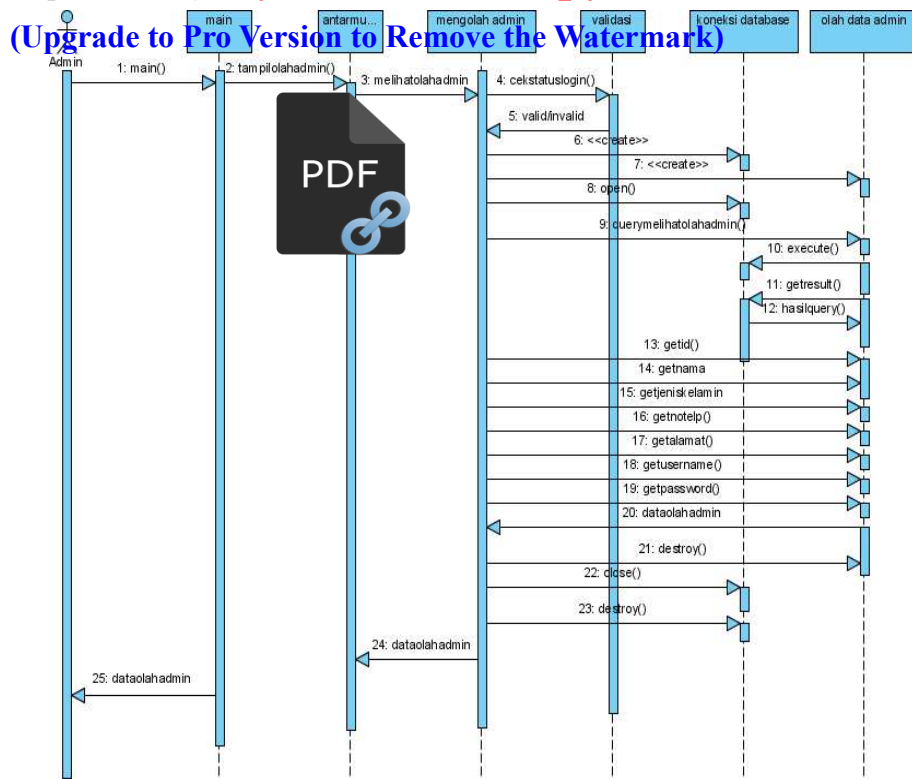 main
antarmu...
mengolah admin
validasi
koneksi database
olah data admin
(Upgrade to Pro Version to Remove the Watermark)
Admin
1: main()
2: tampilolahadmin()
3: melihatolahadmin
4: cekstatuslogin()
5: valid/invalid
6: <<create>>
7: <<create>>
8: open()
9: querymelihatolahadmin()
10: execute()
11: getresult()
12: hasilquery()
13: getid()
14: getnama
15: getjeniskelamin
16: getnotelp()
17: getalamat()
18: getusername()
19: getpassword()
20: dataolahadmin
21: destroy()
22: close()
23: destroy()
24: dataolahadmin
25: dataolahadmin
PDF